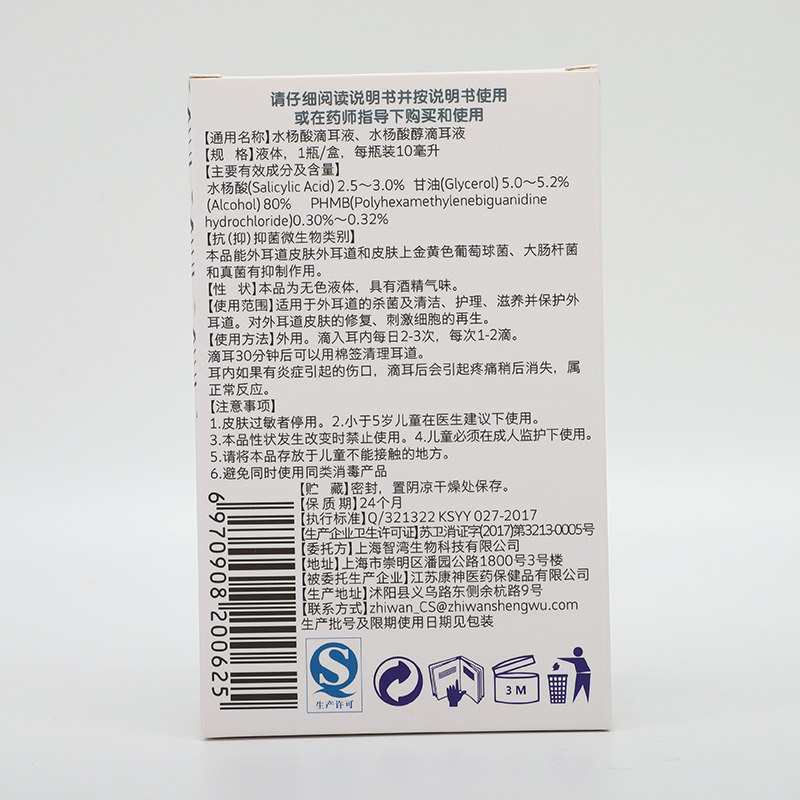 请仔细阅读说明书并按说明书使用
或在药师指导下购买和使用
【通用名称】水杨酸滴耳液、水杨酸醇滴耳液
【规 格】液体，1瓶/盒，每瓶装10毫升
【主要有效成分及含量】
水杨酸(Salicylic Acid) 2.5～3.0% 甘油(Glycerol) 5.0～5.2%
(Alcohol) 80% PHMB(Polyhexamethylenebiguanidine
hydrochloride)0.30%～0.32%
【抗(抑)抑菌微生物类别】
本品能外耳道皮肤外耳道和皮肤上金黄色葡萄球菌、大肠杆菌
和真菌有抑制作用。
【性 状】本品为无色液体，具有酒精气味。
【使用范围】适用于外耳道的杀菌及清洁、护理、滋养并保护外
耳道。对外耳道皮肤的修复、刺激细胞的再生。
【使用方法】外用。滴入耳内每日2-3次，每次1-2滴。
滴耳30分钟后可以用棉签清理耳道。
耳内如果有炎症引起的伤口，滴耳后会引起疼痛稍后消失，属
正常反应。
【注意事项】
1.皮肤过敏者停用。2.小于5岁儿童在医生建议下使用。
3.本品性状发生改变时禁止使用。4.儿童必须在成人监护下使用。
5.请将本品存放于儿童不能接触的地方。
6.避免同时使用同类消毒产品
【贮 藏】密封，置阴凉干燥处保存。
【保 质 期】24个月
【执行标准】Q/321322 KSYY 027-2017
【生产企业卫生许可证】苏卫消证字(2017)第3213-0005号
【委托方】上海智湾生物科技有限公司
【地址】上海市崇明区潘园公路1800号3号楼
【被委托生产企业】江苏康神医药保健品有限公司
【生产地址】沭阳县义乌路东侧余杭路9号
【联系方式】zhiwan_CS@zhiwanshengwu.com
生产批号及限期使用日期见包装
6970908200625
生产许可
3 M